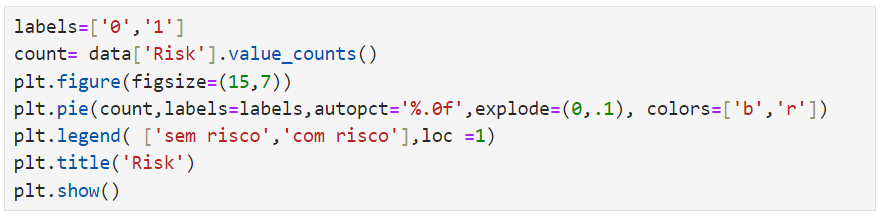 labels=['0','1']
count= data['Risk'].value_counts()
plt.figure(figsize=(15,7))
plt.pie(count,labels=labels,autopct='%.0f',explode=(0,.1), colors=['b','r'])
plt.legend( ['sem risco','com risco'],loc =1)
plt.title('Risk')
plt.show()